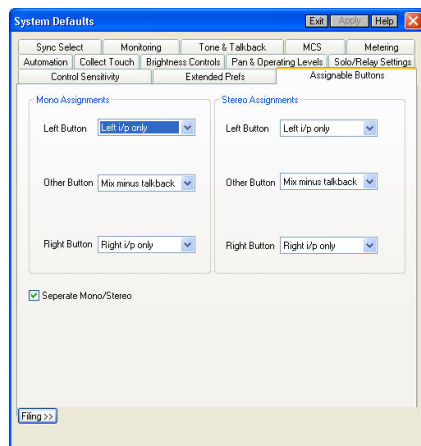 System Defaults Exit Apply Help
Sync Select Monitoring Tone & Talkback MCS Metering
Automation Collect Touch Brightness Controls Pan & Operating Levels Solo/Relay Settings
Control Sensitivity Extended Prefs Assignable Buttons
Mono Assignments Stereo Assignments
Left Button Left i/p only Left Button Left i/p only
Other Button Mix minus talkback Other Button Mix minus talkback
Right Button Right i/p only Right Button Right i/p only
Seperate Mono/Stereo
Filing >>